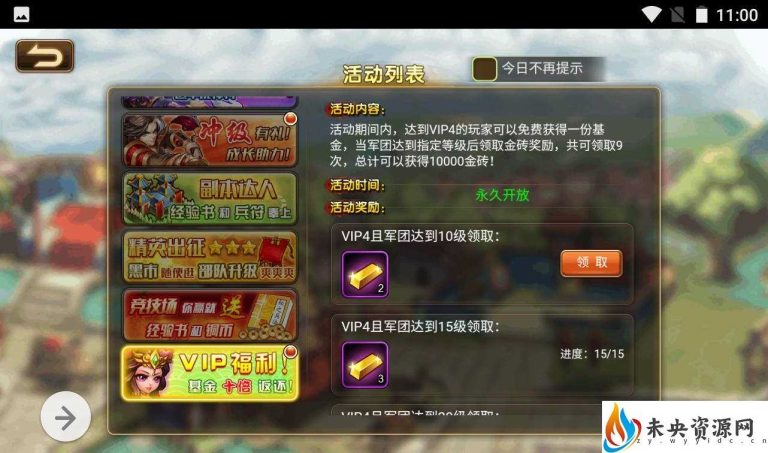 11:00
活动列表
今日不再提示
冲级有礼！
成长助力！
副本达人
经验书和兵符奉上
精英出征
黑市随便逛 部队升级爽爽爽
竞技场 你赢就送
经验书和铜币
VIP福利！
基金十倍返还！
活动内容：
活动期间内，达到VIP4的玩家可以免费获得一份基
金，当军团达到指定等级后领取金砖奖励，共可领取9
次，总计可以获得10000金砖！
活动时间：
永久开放
活动奖励：
VIP4且军团达到10级领取：
2
领 取
VIP4且军团达到15级领取：
3
进度：15/15
未央资源网
zy.wyyldc.cn